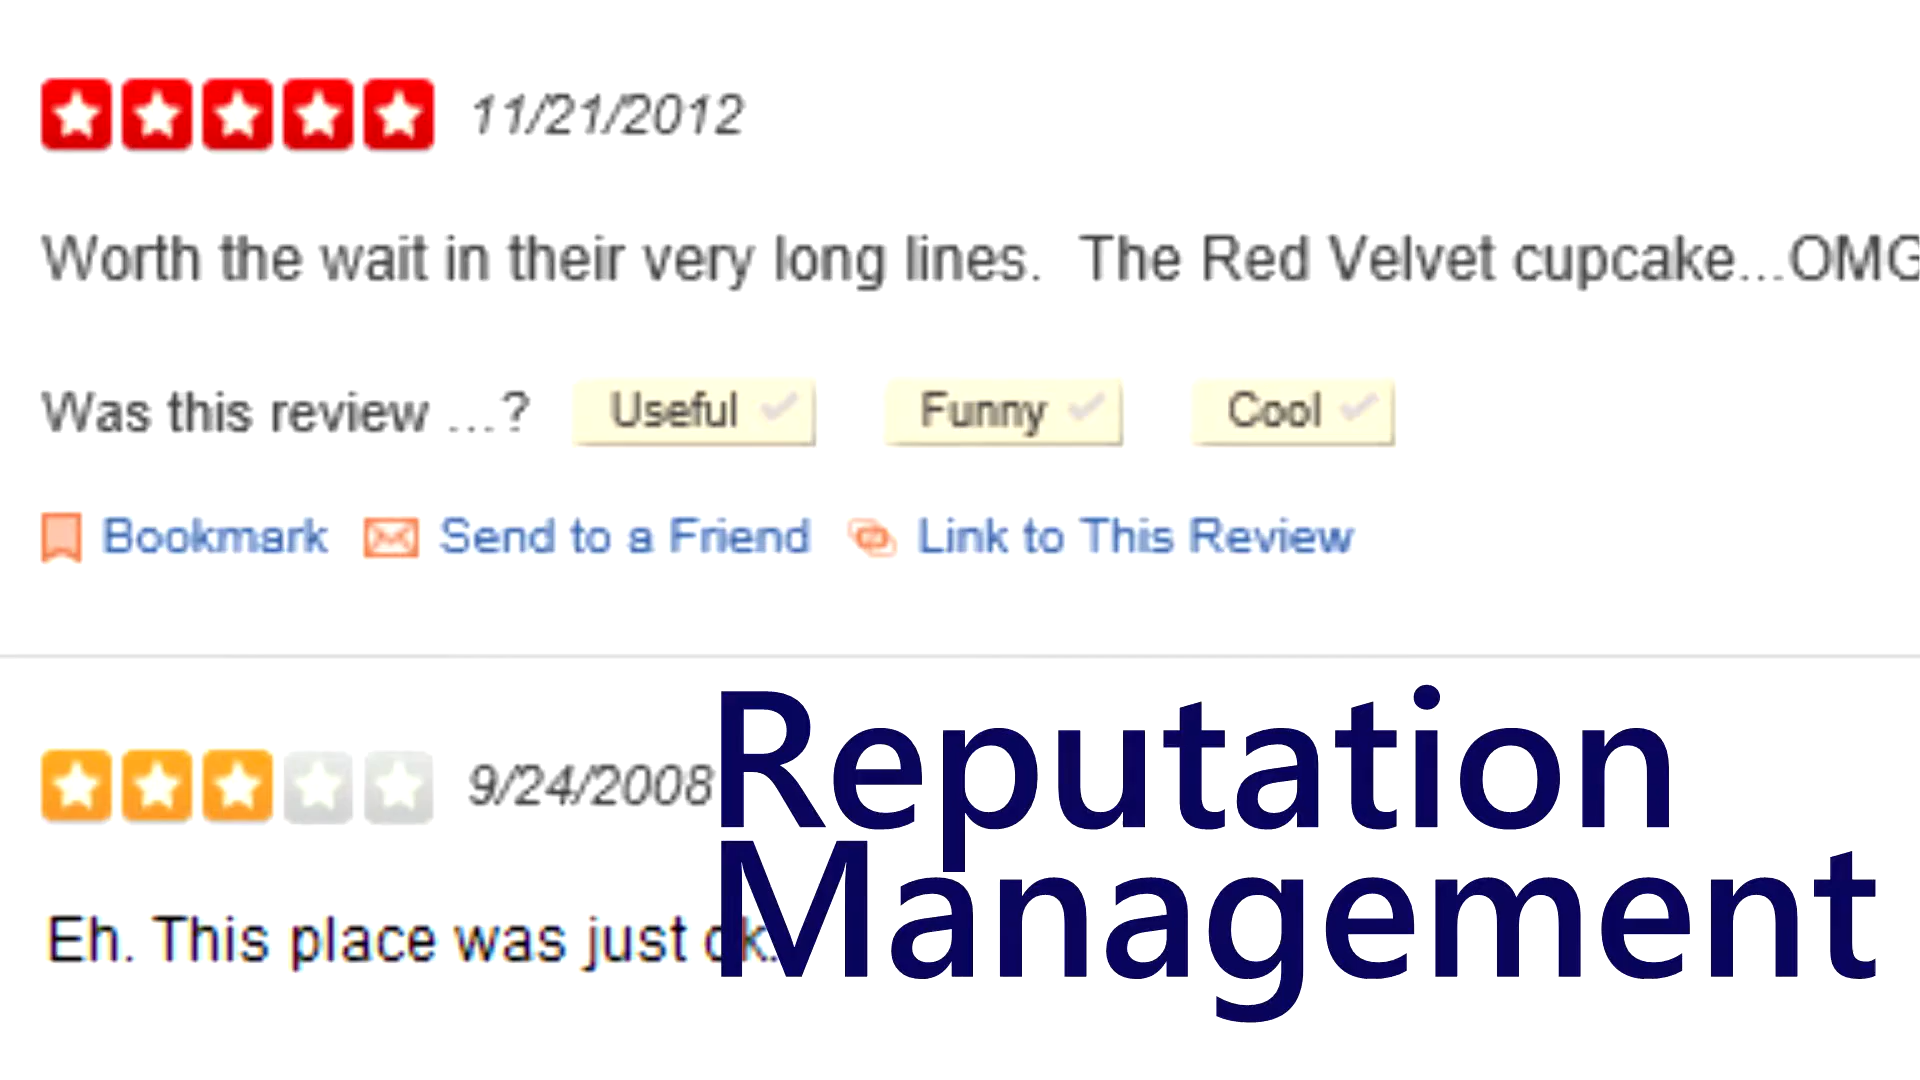 11/21/2012
Worth the wait in their very long lines.  The Red Velvet cupcake...OMG
Was this review ...? Useful Funny Cool
Bookmark Send to a Friend Link to This Review
9/24/2008
Eh. This place was just ok.
Reputation
Management